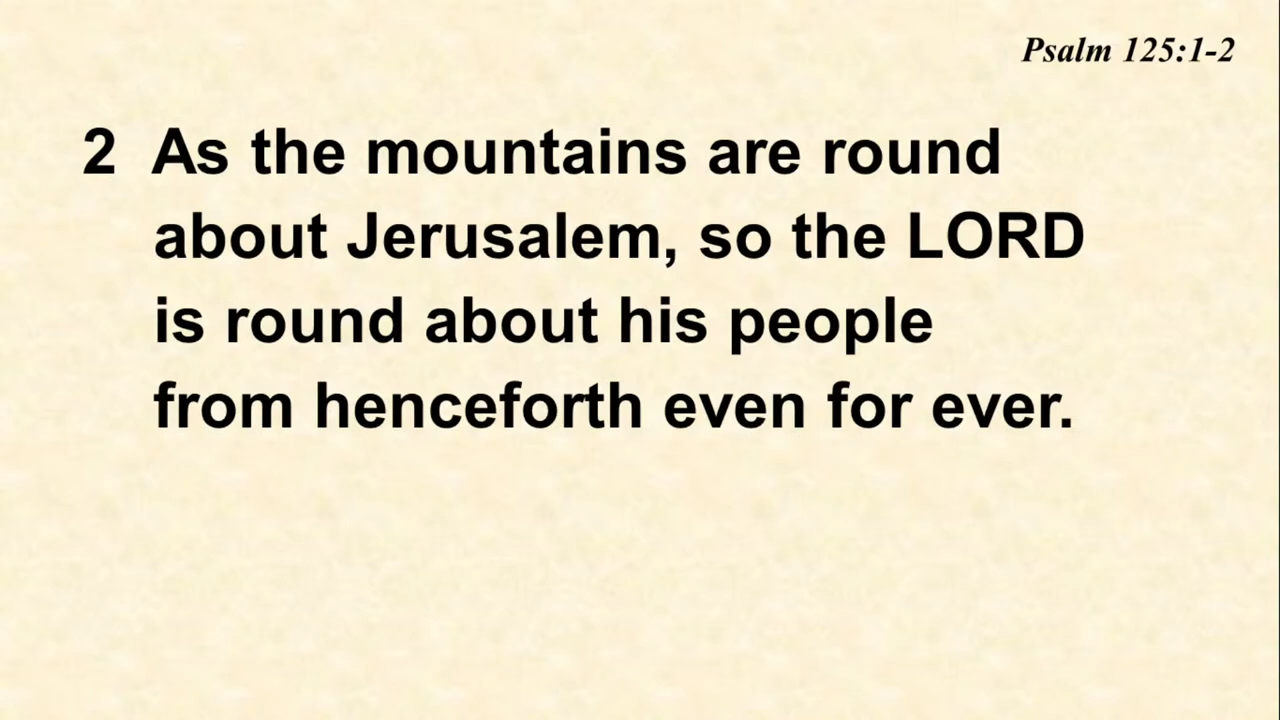 Psalm 125:1-2
2 As the mountains are round
about Jerusalem, so the LORD
is round about his people
from henceforth even for ever.